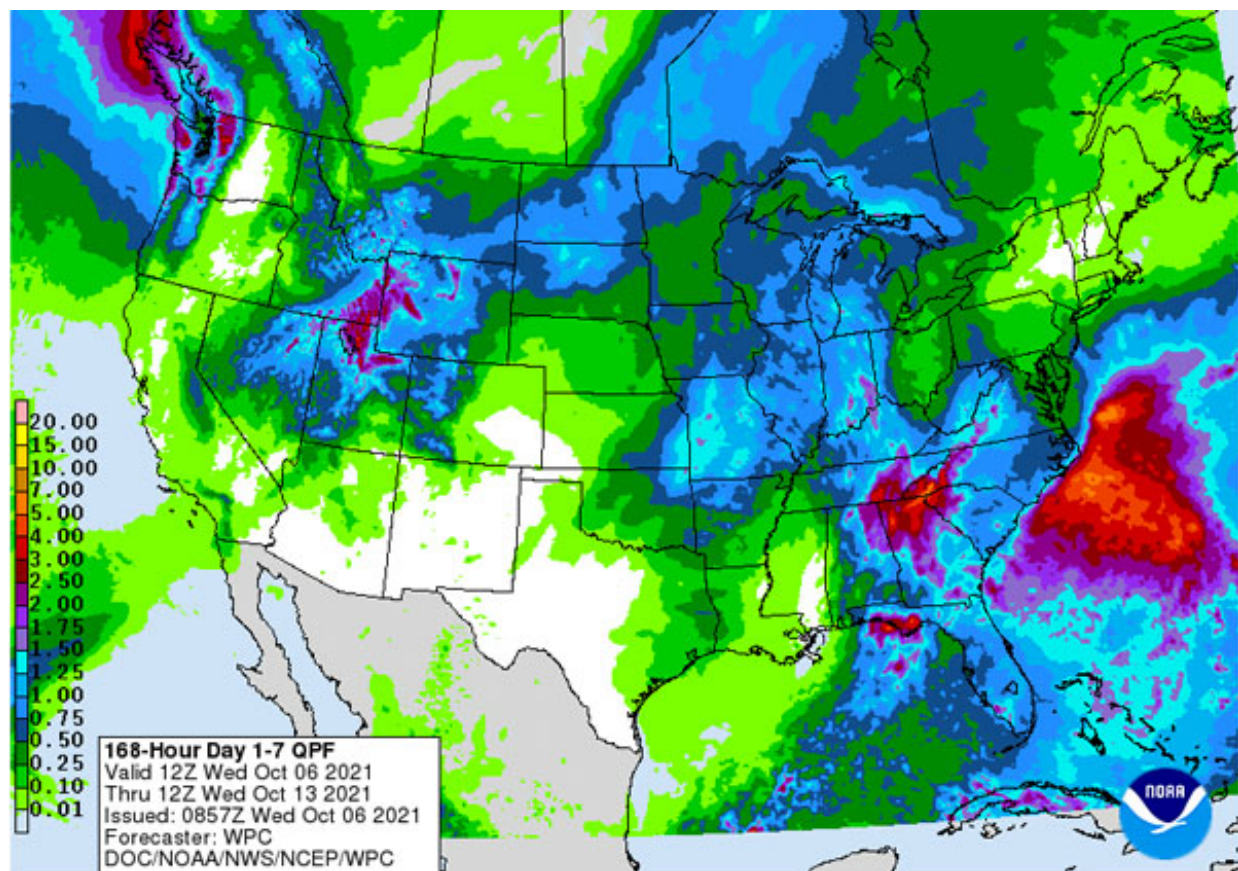 20.00
15.00
10.00
7.00
5.00
4.00
3.00
2.50
2.00
1.75
1.50
1.25
1.00
0.75
0.50
0.25
0.10
0.01
168-Hour Day 1-7 QPF
Valid 12Z Wed Oct 06 2021
Thru 12Z Wed Oct 13 2021
Issued: 0857Z Wed Oct 06 2021
Forecaster: WPC
DOC/NOAA/NWS/NCEP/WPC
NOAA